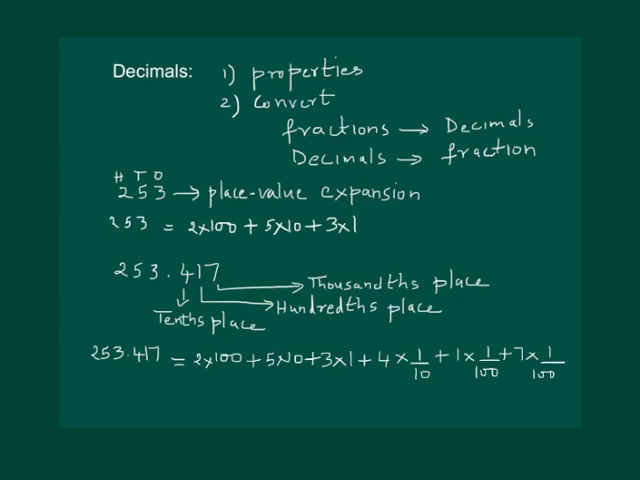 Decimals: 1) properties
2) Convert
fractions → Decimals
Decimals → fraction
H T O
253 → place-value expansion
253 = 2x100 + 5x10 + 3x1
253.417
Thousandths place
Hundredths place
Tenths place
253.417 = 2x100 + 5x10 + 3x1 + 4 x 1/10 + 1 x 1/100 + 7 x 1/100